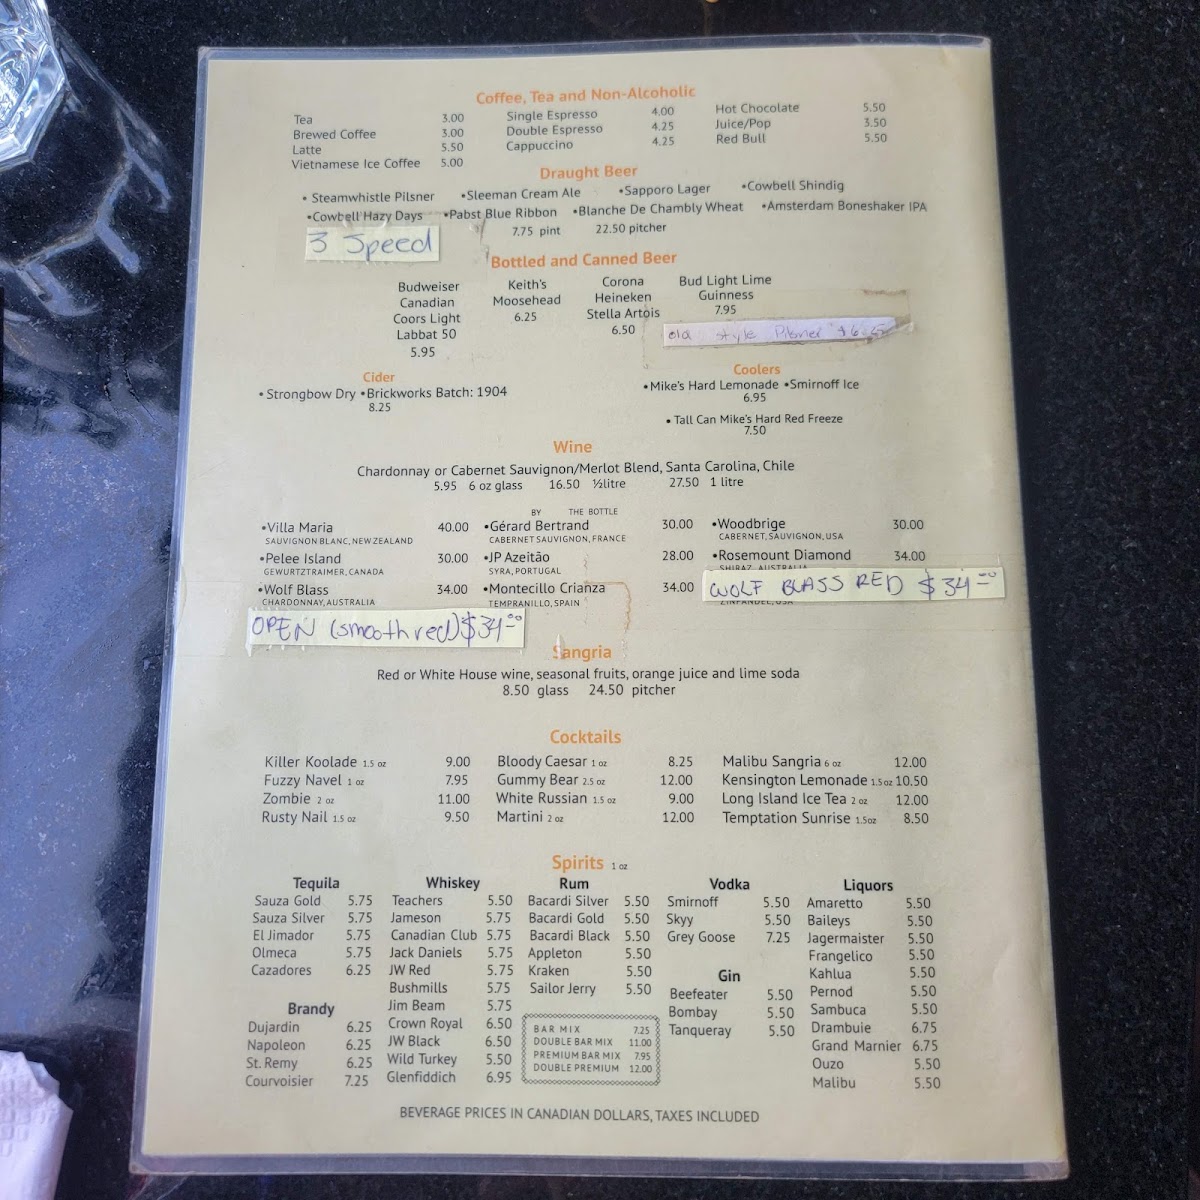 Coffee, Tea and Non-Alcoholic
Tea 3.00 Single Espresso 4.00 Hot Chocolate 5.50
Brewed Coffee 3.00 Double Espresso 4.25 Juice/Pop 3.50
Latte 5.50 Cappuccino 4.25 Red Bull 5.50
Vietnamese Ice Coffee 5.00
Draught Beer
• Steamwhistle Pilsner •Sleeman Cream Ale •Sapporo Lager •Cowbell Shindig
•Cowbell Hazy Days •Pabst Blue Ribbon •Blanche De Chambly Wheat •Amsterdam Boneshaker IPA
3 Speed 7.75 pint 22.50 pitcher
Bottled and Canned Beer
Budweiser Keith's Corona Bud Light Lime
Canadian Moosehead Heineken Guinness
Coors Light 6.25 Stella Artois 7.95
Labbat 50 6.50 old style Pilsner
5.95
Cider Coolers
• Strongbow Dry •Brickworks Batch: 1904 •Mike's Hard Lemonade •Smirnoff Ice
8.25 6.95
• Tall Can Mike's Hard Red Freeze
7.50
Wine
Chardonnay or Cabernet Sauvignon/Merlot Blend, Santa Carolina, Chile
5.95 6 oz glass 16.50 ½litre 27.50 1 litre
BY THE BOTTLE
•Villa Maria 40.00 •Gérard Bertrand 30.00 •Woodbrige 30.00
SAUVIGNON BLANC, NEW ZEALAND CABERNET SAUVIGNON, FRANCE CABERNET, SAUVIGNON, USA
•Pelee Island 30.00 •JP Azeitão 28.00 •Rosemount Diamond 34.00
GEWURTZTRAIMER, CANADA SYRA, PORTUGAL SHIRAZ, AUSTRALIA
•Wolf Blass 34.00 •Montecillo Crianza 34.00 WOLF BLASS RED $34.00
CHARDONNAY, AUSTRALIA TEMPRANILLO, SPAIN ZINFANDEL, USA
OPEN (smooth red) $34.00
Sangria
Red or White House wine, seasonal fruits, orange juice and lime soda
8.50 glass 24.50 pitcher
Cocktails
Killer Koolade 1.5 oz 9.00 Bloody Caesar 1 oz 8.25 Malibu Sangria 6 oz 12.00
Fuzzy Navel 1 oz 7.95 Gummy Bear 2.5 oz 12.00 Kensington Lemonade 1.5oz 10.50
Zombie 2 oz 11.00 White Russian 1.5 oz 9.00 Long Island Ice Tea 2 oz 12.00
Rusty Nail 1.5 oz 9.50 Martini 2 oz 12.00 Temptation Sunrise 1.5oz 8.50
Spirits 1 oz
Tequila
Sauza Gold 5.75
Sauza Silver 5.75
El Jimador 5.75
Olmeca 5.75
Cazadores 6.25
Brandy
Dujardin 6.25
Napoleon 6.25
St. Remy 6.25
Courvoisier 7.25
Whiskey
Teachers 5.50
Jameson 5.75
Canadian Club 5.75
Jack Daniels 5.75
JW Red 5.75
Bushmills 5.75
Jim Beam 5.75
Crown Royal 6.50
JW Black 6.50
Wild Turkey 5.50
Glenfiddich 6.95
Rum
Bacardi Silver 5.50
Bacardi Gold 5.50
Bacardi Black 5.50
Appleton 5.50
Kraken 5.50
Sailor Jerry 5.50
BAR MIX 7.25
DOUBLE BAR MIX 11.00
PREMIUM BAR MIX 7.95
DOUBLE PREMIUM 12.00
Vodka
Smirnoff 5.50
Skyy 5.50
Grey Goose 7.25
Gin
Beefeater 5.50
Bombay 5.50
Tanqueray 5.50
Liquors
Amaretto 5.50
Baileys 5.50
Jagermaister 5.50
Frangelico 5.50
Kahlua 5.50
Pernod 5.50
Sambuca 5.50
Drambuie 6.75
Grand Marnier 6.75
Ouzo 5.50
Malibu 5.50
BEVERAGE PRICES IN CANADIAN DOLLARS, TAXES INCLUDED